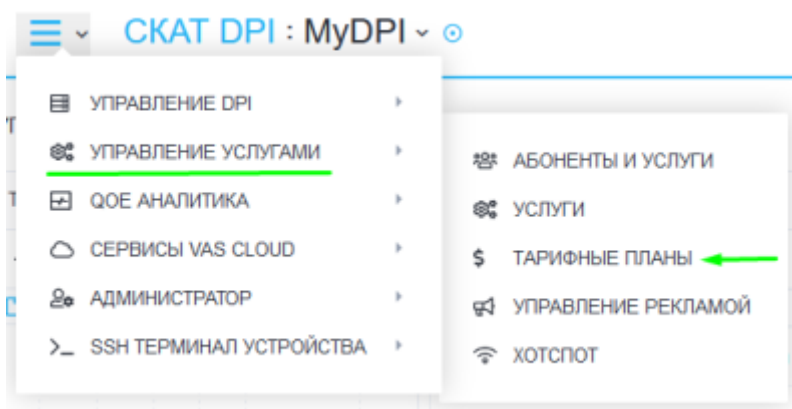 СКАТ DPI : MyDPI
УПРАВЛЕНИЕ DPI
УПРАВЛЕНИЕ УСЛУГАМИ
QOE АНАЛИТИКА
СЕРВИСЫ VAS CLOUD
АДМИНИСТРАТОР
SSH ТЕРМИНАЛ УСТРОЙСТВА
АБОНЕНТЫ И УСЛУГИ
УСЛУГИ
ТАРИФНЫЕ ПЛАНЫ
УПРАВЛЕНИЕ РЕКЛАМОЙ
ХОТСПОТ